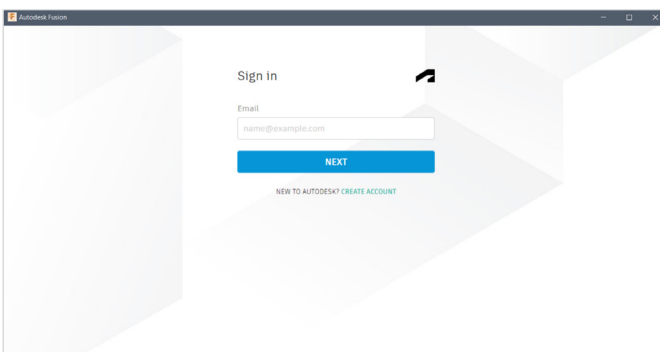 Autodesk Fusion
Sign in
Email
name@example.com
NEXT
NEW TO AUTODESK? CREATE ACCOUNT